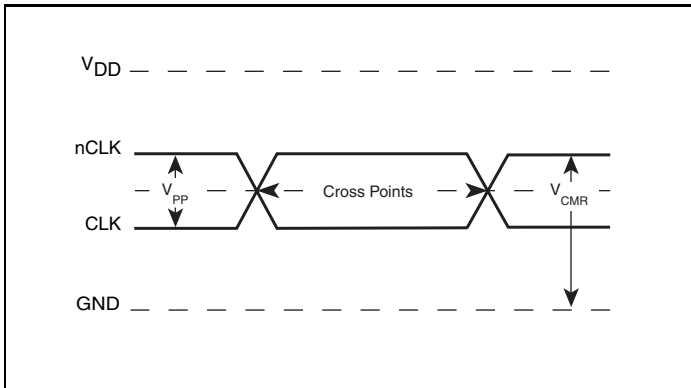 VDD
nCLK
VPP
Cross Points
VCMR
CLK
GND